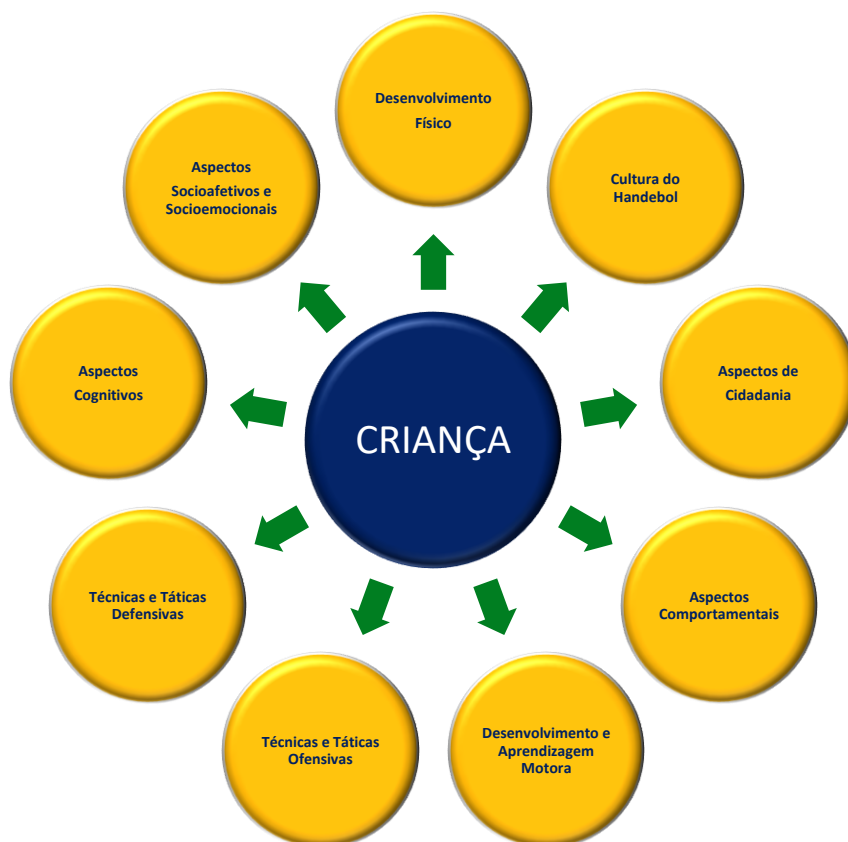 Desenvolvimento
Físico
Aspectos
Socioafetivos e
Socioemocionais
Cultura do
Handebol
Aspectos
Cognitivos
Aspectos de
Cidadania
CRIANÇA
Técnicas e Táticas
Defensivas
Aspectos
Comportamentais
Técnicas e Táticas
Ofensivas
Desenvolvimento e
Aprendizagem
Motora